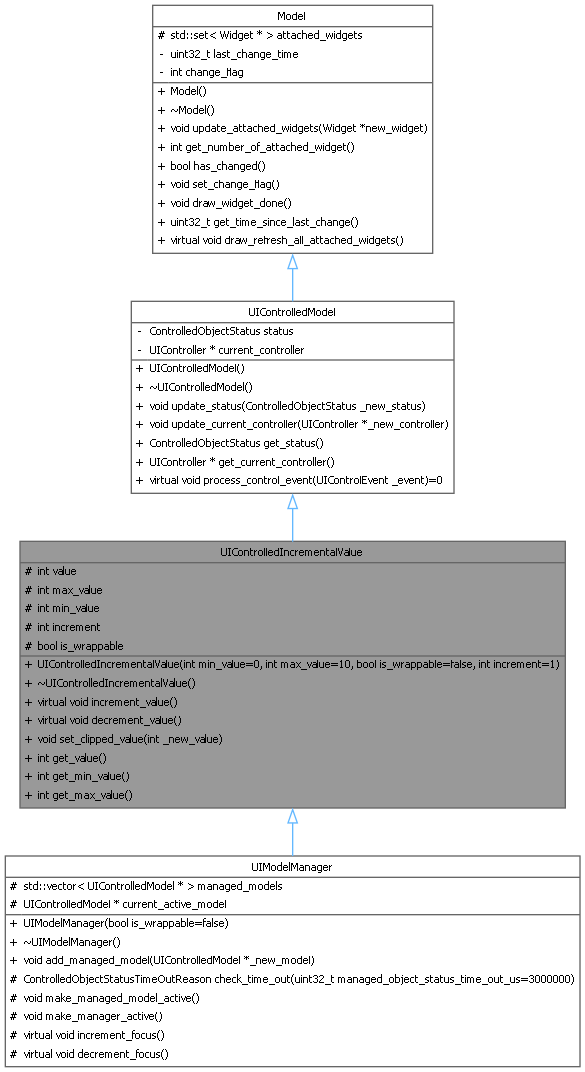 Model
# std::set< Widget * > attached_widgets
- uint32_t last_change_time
- int change_flag
+ Model()
+ ~Model()
+ void update_attached_widgets(Widget *new_widget)
+ int get_number_of_attached_widget()
+ bool has_changed()
+ void set_change_flag()
+ void draw_widget_done()
+ uint32_t get_time_since_last_change()
+ virtual void draw_refresh_all_attached_widgets()
UIControlledModel
- ControlledObjectStatus status
- UIController * current_controller
+ UIControlledModel()
+ ~UIControlledModel()
+ void update_status(ControlledObjectStatus _new_status)
+ void update_current_controller(UIController *_new_controller)
+ ControlledObjectStatus get_status()
+ UIController * get_current_controller()
+ virtual void process_control_event(UIControlEvent _event)=0
UIControlledIncrementalValue
# int value
# int max_value
# int min_value
# int increment
# bool is_wrappable
+ UIControlledIncrementalValue(int min_value=0, int max_value=10, bool is_wrappable=false, int increment=1)
+ ~UIControlledIncrementalValue()
+ virtual void increment_value()
+ virtual void decrement_value()
+ void set_clipped_value(int _new_value)
+ int get_value()
+ int get_min_value()
+ int get_max_value()
UIModelManager
# std::vector< UIControlledModel * > managed_models
# UIControlledModel * current_active_model
+ UIModelManager(bool is_wrappable=false)
+ ~UIModelManager()
+ void add_managed_model(UIControlledModel *_new_model)
# ControlledObjectStatusTimeOutReason check_time_out(uint32_t managed_object_status_time_out_us=3000000)
# void make_managed_model_active()
# void make_manager_active()
# virtual void increment_focus()
# virtual void decrement_focus()